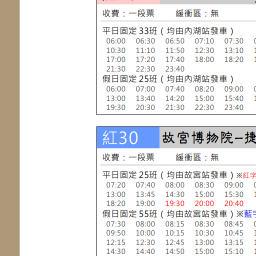 收費：一段票　　緩衝區：無
平日固定33班（均由內湖站發車）
06:00 06:30 06:50 07:10 07:30
10:30 11:10 11:50 12:30 13:10
17:00 17:20 17:40 18:00 18:20
21:30 22:30 23:40
假日固定25班（均由內湖站發車）
06:00 07:00 07:40 08:20 09:00
13:00 13:40 14:20 15:00 15:40
19:30 20:30 21:30 22:30 23:40
紅30 故宮博物院－捷
收費：一段票　　緩衝區：無
平日固定25班（均由故宮站發車）※紅字
07:20 07:40 08:00 08:30 09:00
13:00 13:45 14:30 15:00 15:30
18:20 19:00 19:30 20:00 20:40
假日固定55班（均由故宮站發車）※藍字
07:30 08:00 08:15 08:30 08:45
09:50 10:00 10:15 10:30 10:45
12:15 12:30 12:45 13:00 13:15
14:30 14:40 14:50 15:00 15:10